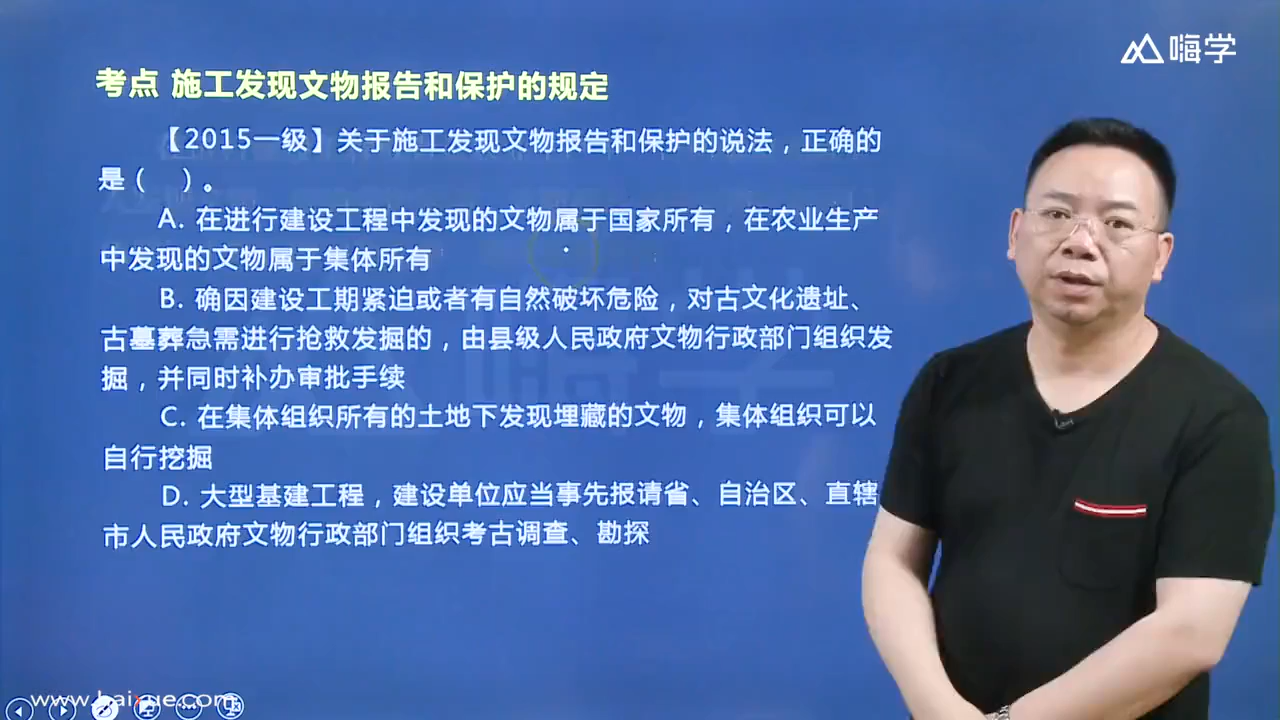 嗨学
考点 施工发现文物报告和保护的规定
【2015一级】关于施工发现文物报告和保护的说法，正确的
是（ ）。
A. 在进行建设工程中发现的文物属于国家所有，在农业生产
中发现的文物属于集体所有
B. 确因建设工期紧迫或者有自然破坏危险，对古文化遗址、
古墓葬急需进行抢救发掘的，由县级人民政府文物行政部门组织发
掘，并同时补办审批手续
C. 在集体组织所有的土地下发现埋藏的文物，集体组织可以
自行挖掘
D. 大型基建工程，建设单位应当事先报请省、自治区、直辖
市人民政府文物行政部门组织考古调查、勘探
www.haixue.com